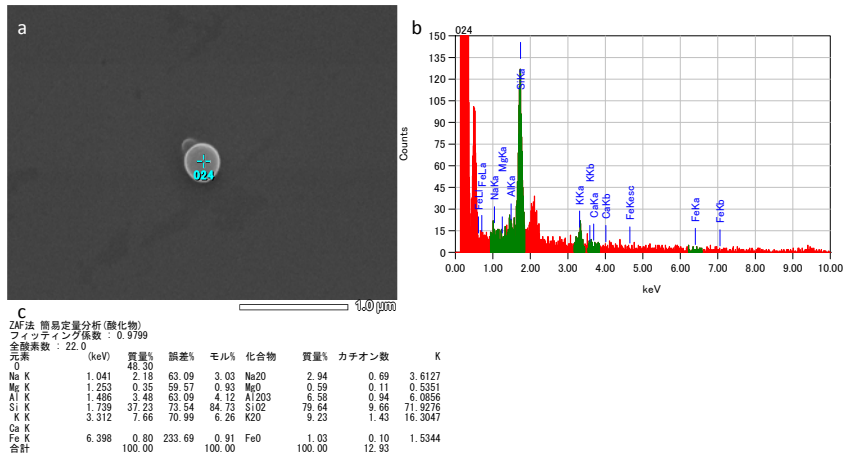 a
024
1.0 μm
b
024
Counts
150
135
120
105
90
75
60
45
30
15
0
FeLl
FeLa
NaKa
MgKa
AlKa
SiKa
KKa
KKb
CaKa
CaKb
FeKesc
FeKa
FeKb
0.00 1.00 2.00 3.00 4.00 5.00 6.00 7.00 8.00 9.00 10.00
keV
c
ZAF法 簡易定量分析(酸化物)
フィッティング係数 : 0.9799
全酸素数 : 22.0
元素 (keV) 質量% 誤差% モル% 化合物 質量% カチオン数 K
O 48.30
Na K 1.041 2.18 63.09 3.03 Na2O 2.94 0.69 3.6127
Mg K 1.253 0.35 59.57 0.93 MgO 0.59 0.11 0.5351
Al K 1.486 3.48 63.09 4.12 Al2O3 6.58 0.94 6.0856
Si K 1.739 37.23 73.54 84.73 SiO2 79.64 9.66 71.9276
K K 3.312 7.66 70.99 6.26 K2O 9.23 1.43 16.3047
Ca K
Fe K 6.398 0.80 233.69 0.91 FeO 1.03 0.10 1.5344
合計 100.00 100.00 100.00 12.93